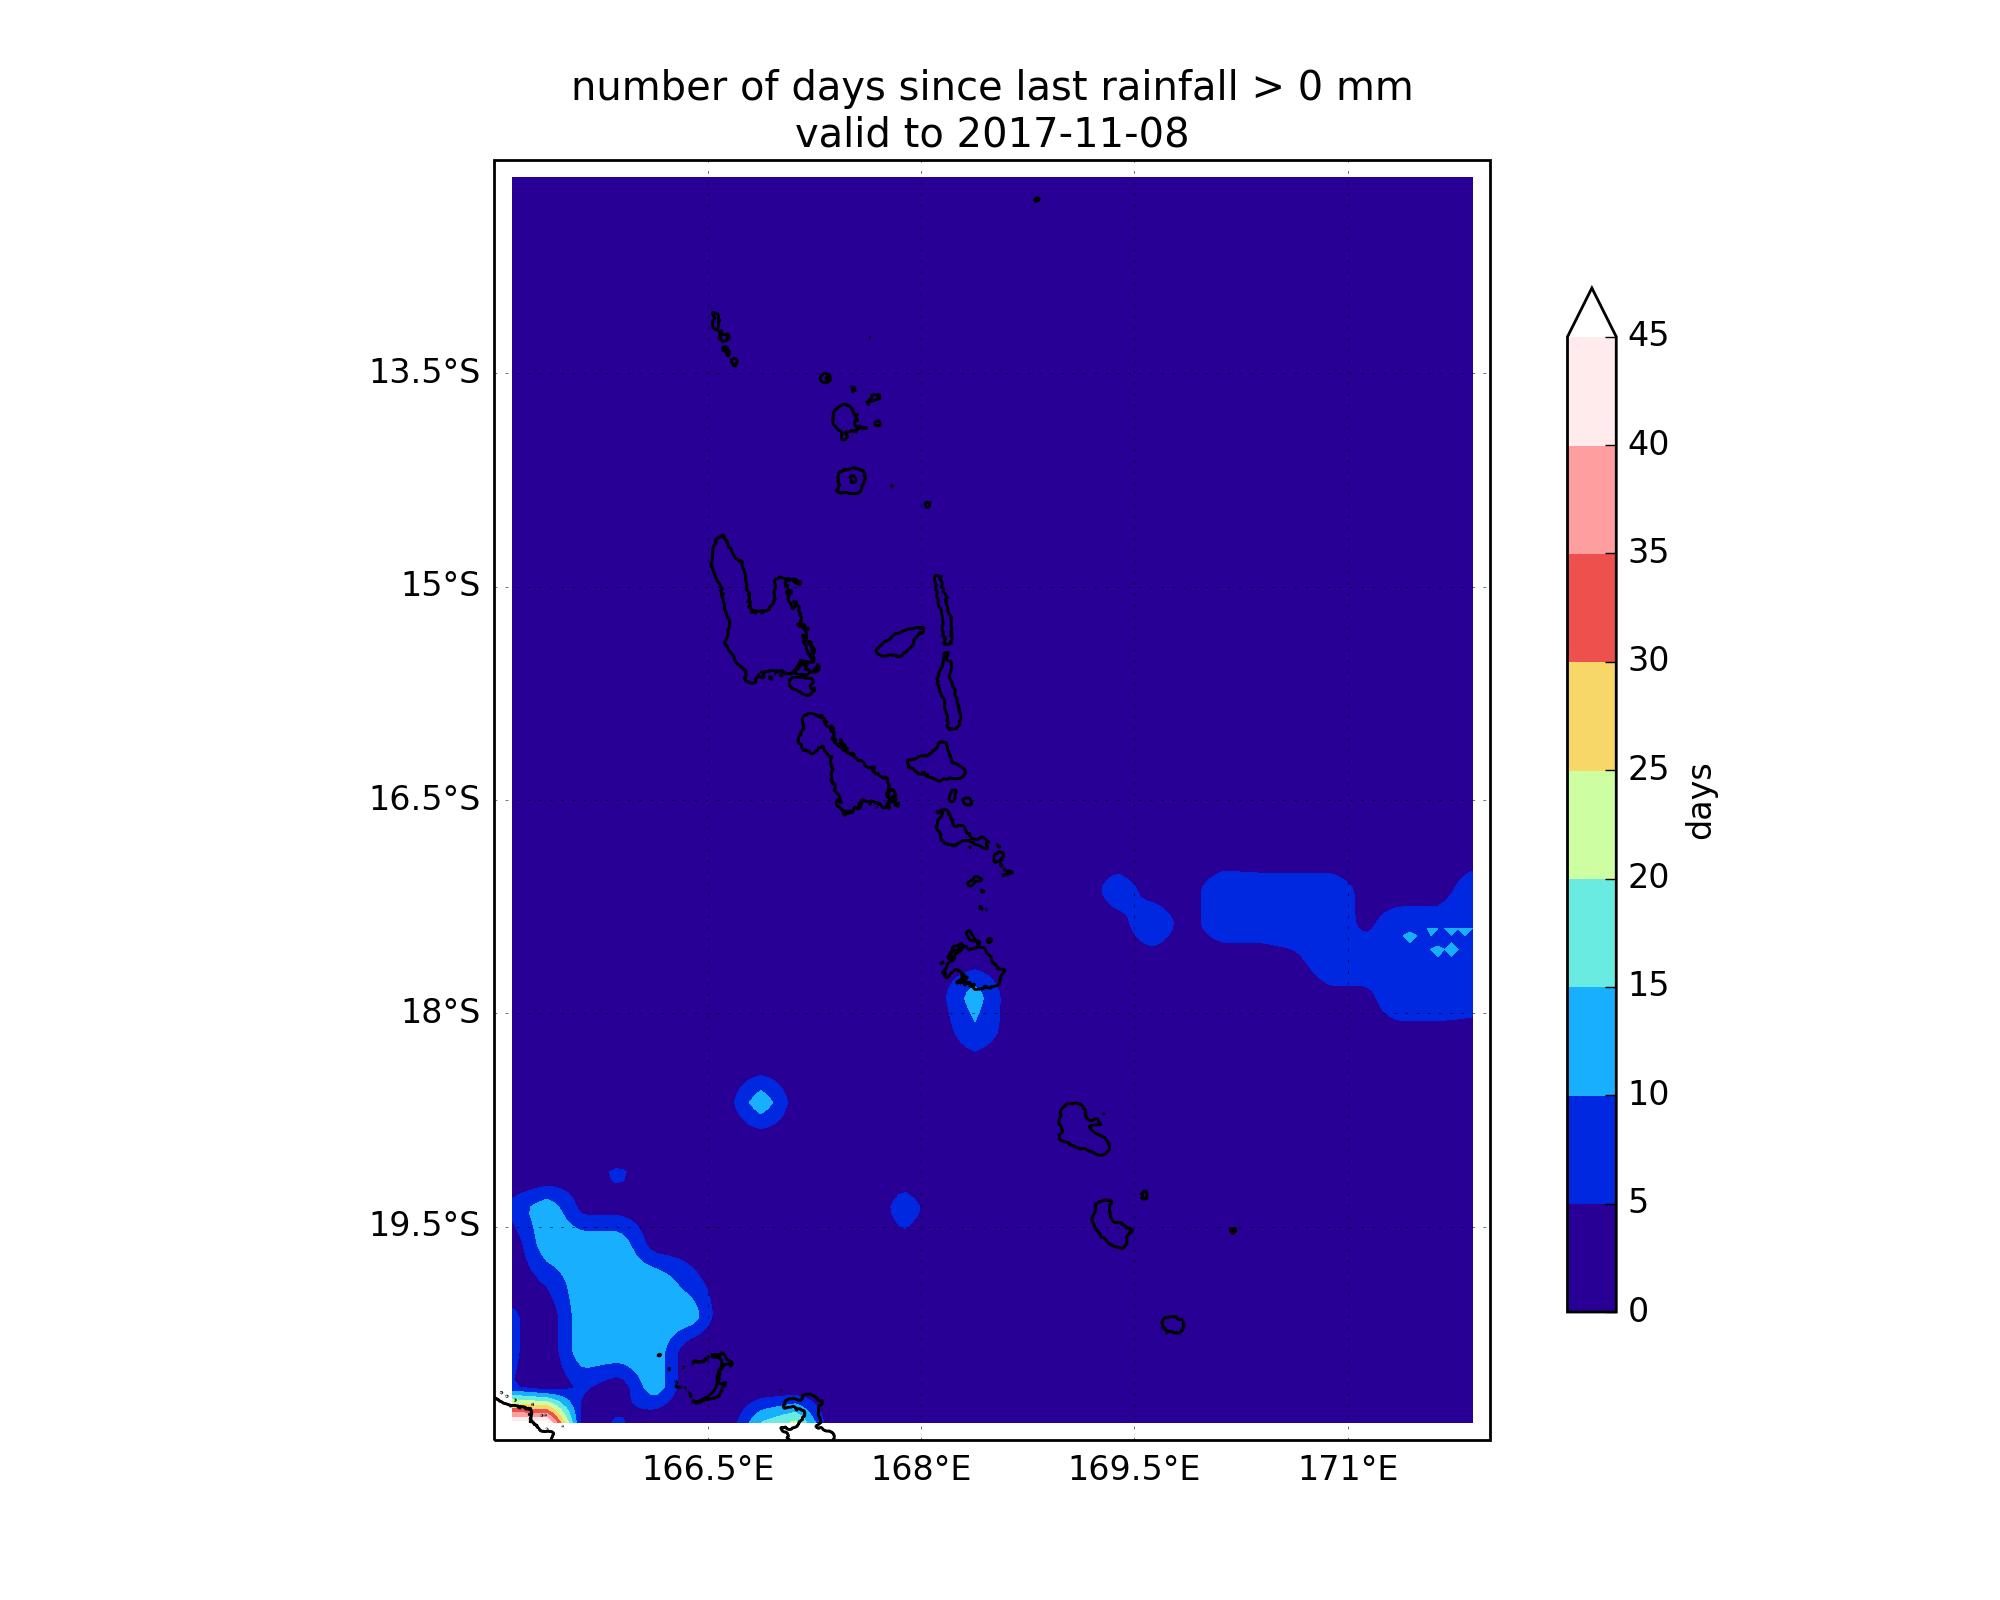 number of days since last rainfall > 0 mm
valid to 2017-11-08
13.5°S
15°S
16.5°S
18°S
19.5°S
166.5°E
168°E
169.5°E
171°E
45
40
35
30
25
20
15
10
5
0
days